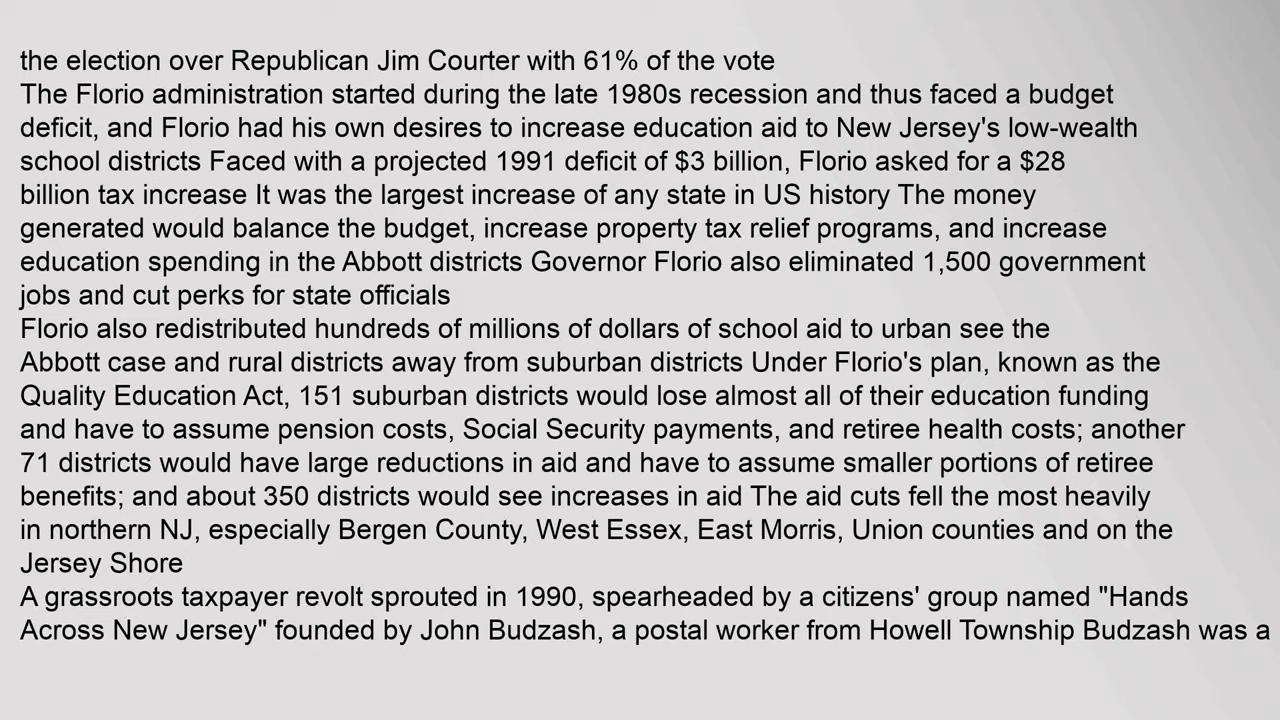 the election over Republican Jim Courter with 61% of the vote
The Florio administration started during the late 1980s recession and thus faced a budget
deficit, and Florio had his own desires to increase education aid to New Jersey's low-wealth
school districts Faced with a projected 1991 deficit of $3 billion, Florio asked for a $28
billion tax increase It was the largest increase of any state in US history The money
generated would balance the budget, increase property tax relief programs, and increase
education spending in the Abbott districts Governor Florio also eliminated 1,500 government
jobs and cut perks for state officials
Florio also redistributed hundreds of millions of dollars of school aid to urban see the
Abbott case and rural districts away from suburban districts Under Florio's plan, known as the
Quality Education Act, 151 suburban districts would lose almost all of their education funding
and have to assume pension costs, Social Security payments, and retiree health costs; another
71 districts would have large reductions in aid and have to assume smaller portions of retiree
benefits; and about 350 districts would see increases in aid The aid cuts fell the most heavily
in northern NJ, especially Bergen County, West Essex, East Morris, Union counties and on the
Jersey Shore
A grassroots taxpayer revolt sprouted in 1990, spearheaded by a citizens' group named "Hands
Across New Jersey" founded by John Budzash, a postal worker from Howell Township Budzash was a